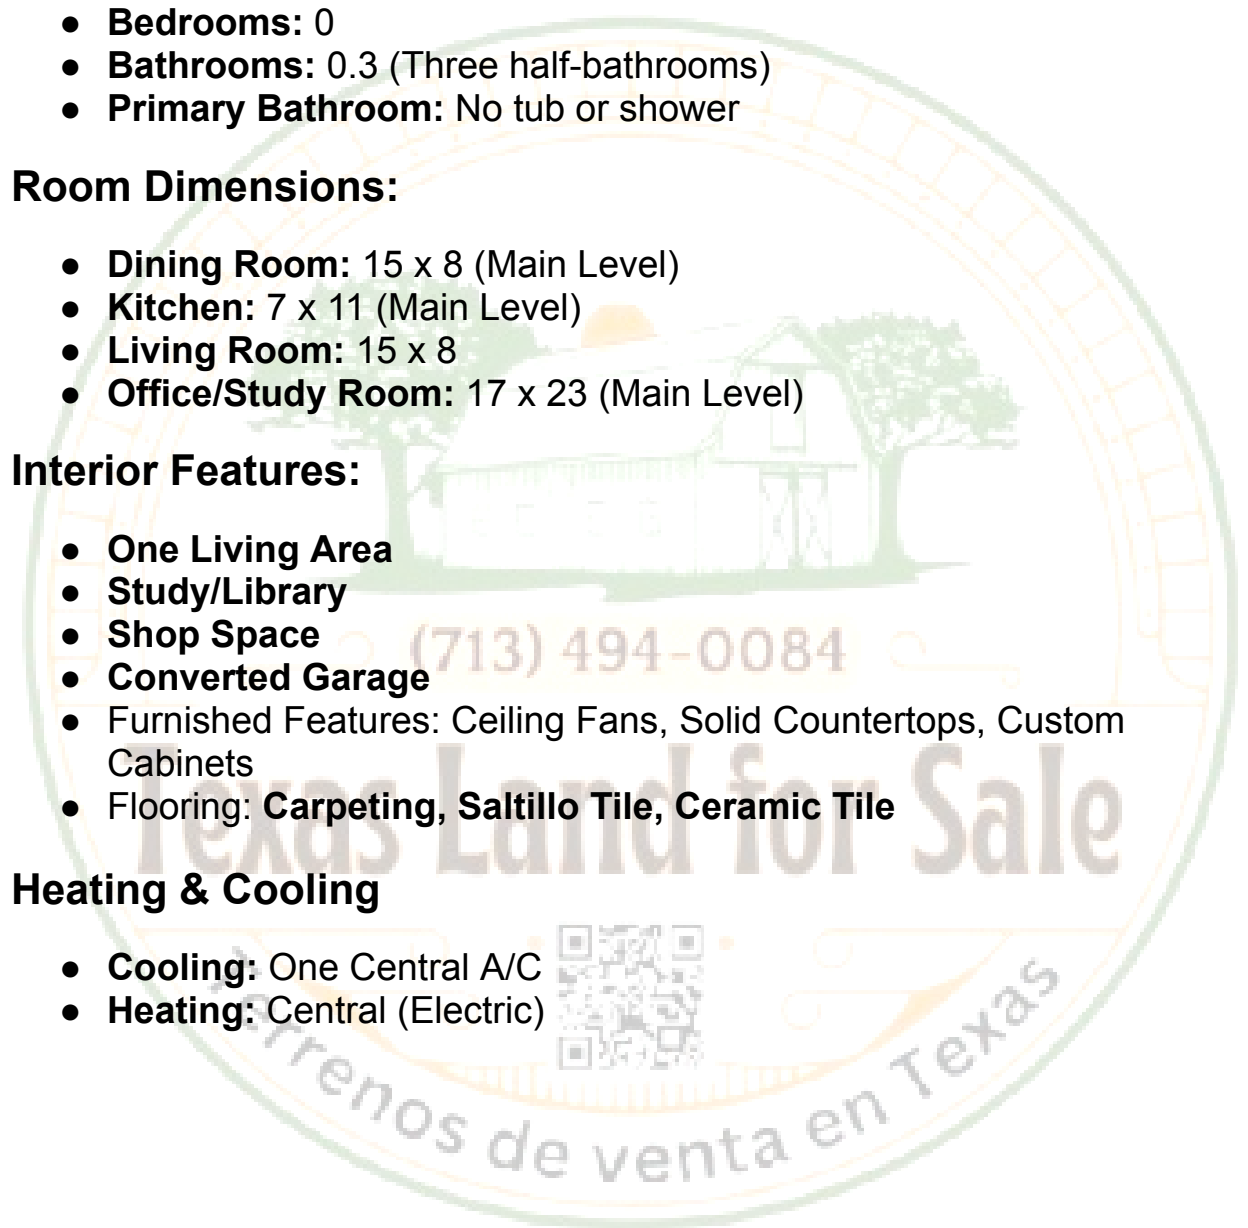 ● Bedrooms: 0
● Bathrooms: 0.3 (Three half-bathrooms)
● Primary Bathroom: No tub or shower
Room Dimensions:
● Dining Room: 15 x 8 (Main Level)
● Kitchen: 7 x 11 (Main Level)
● Living Room: 15 x 8
● Office/Study Room: 17 x 23 (Main Level)
Interior Features:
● One Living Area
● Study/Library
● Shop Space
● Converted Garage
● Furnished Features: Ceiling Fans, Solid Countertops, Custom
Cabinets
● Flooring: Carpeting, Saltillo Tile, Ceramic Tile
Heating & Cooling
● Cooling: One Central A/C
● Heating: Central (Electric)
(713) 494-0084
Texas Land for Sale
Terrenos de venta en Texas